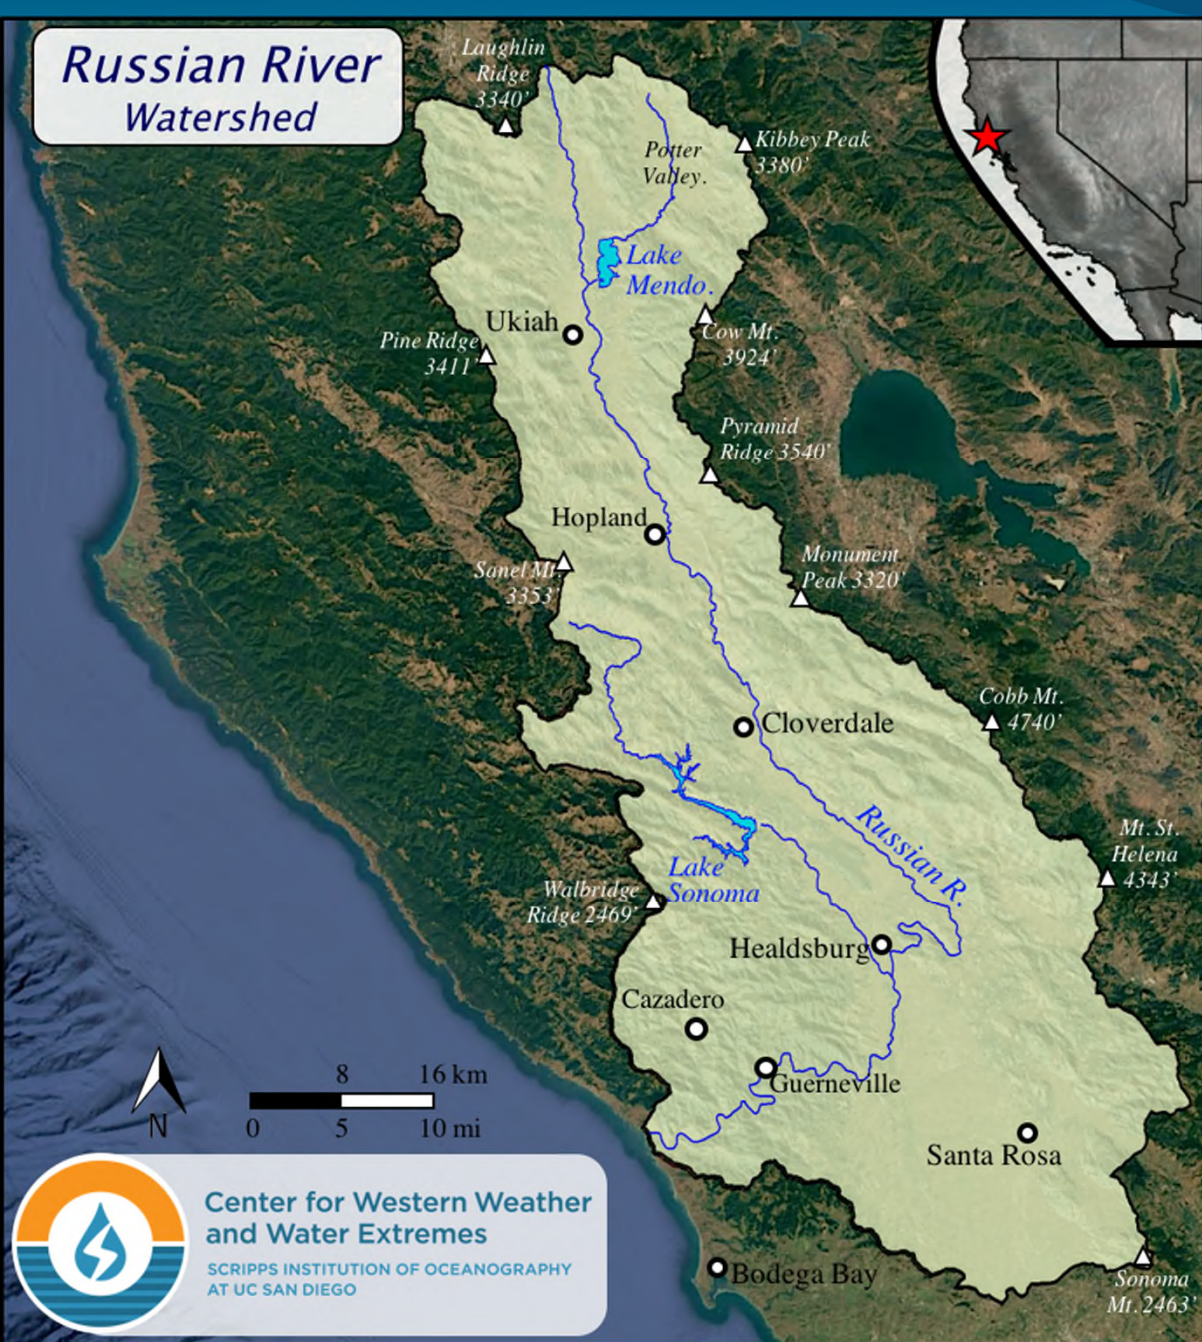 Russian River
Watershed
Laughlin
Ridge
3340'
Kibbey Peak
3380'
Potter
Valley.
Lake
Mendo.
Ukiah
Pine Ridge
3411'
Cow Mt.
3924'
Pyramid
Ridge 3540'
Hopland
Sanel Mt.
3353'
Monument
Peak 3320'
Cobb Mt.
4740'
Cloverdale
Russian R.
Mt. St.
Helena
4343'
Lake
Sonoma
Walbridge
Ridge 2469'
Healdsburg
Cazadero
Guerneville
Santa Rosa
N
8 16 km
0 5 10 mi
Center for Western Weather
and Water Extremes
SCRIPPS INSTITUTION OF OCEANOGRAPHY
AT UC SAN DIEGO
Bodega Bay
Sonoma
Mt. 2463'